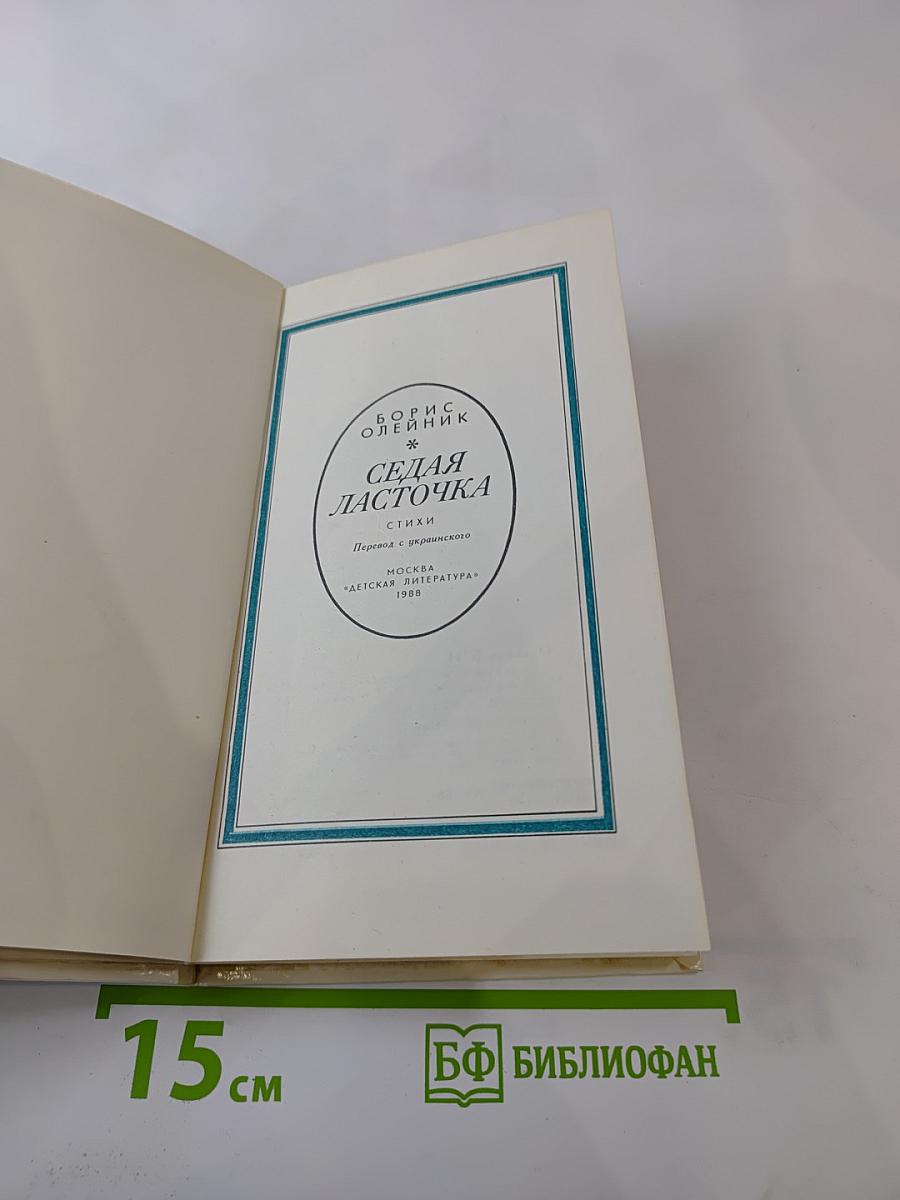 БОРИС
ОЛЕЙНИК
*
СЕДАЯ
ЛАСТОЧКА
СТИХИ
Перевод с украинского
МОСКВА
«ДЕТСКАЯ ЛИТЕРАТУРА»
1988
15 см
БФ БИБЛИОФАН